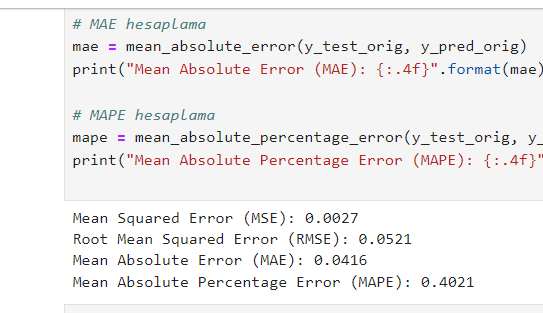 # MAE hesaplama
mae = mean_absolute_error(y_test_orig, y_pred_orig)
print("Mean Absolute Error (MAE): {:.4f}".format(mae)
# MAPE hesaplama
mape = mean_absolute_percentage_error(y_test_orig, y_
print("Mean Absolute Percentage Error (MAPE): {:.4f}"
Mean Squared Error (MSE): 0.0027
Root Mean Squared Error (RMSE): 0.0521
Mean Absolute Error (MAE): 0.0416
Mean Absolute Percentage Error (MAPE): 0.4021